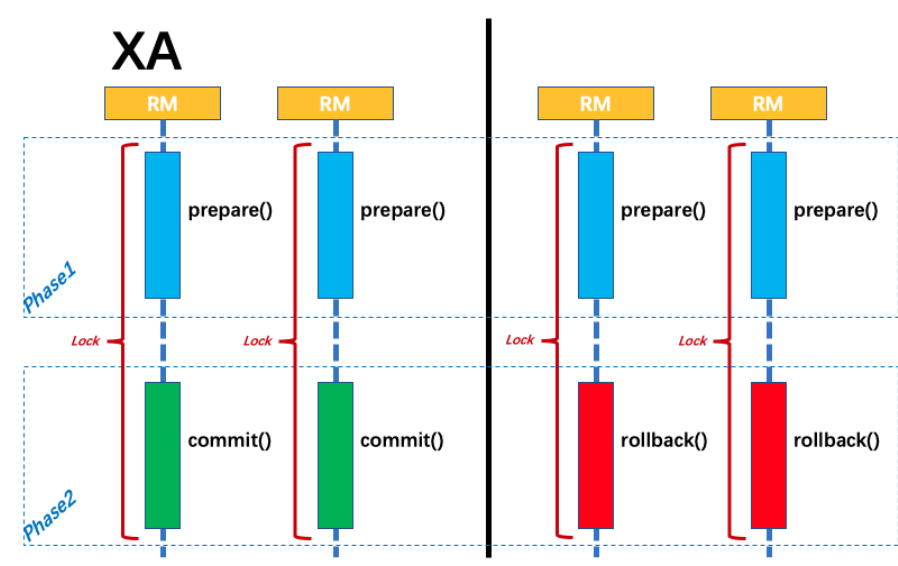 XA
RM RM RM RM
prepare() prepare() prepare() prepare()
Phase1
Lock Lock Lock Lock
commit() commit() rollback() rollback()
Phase2